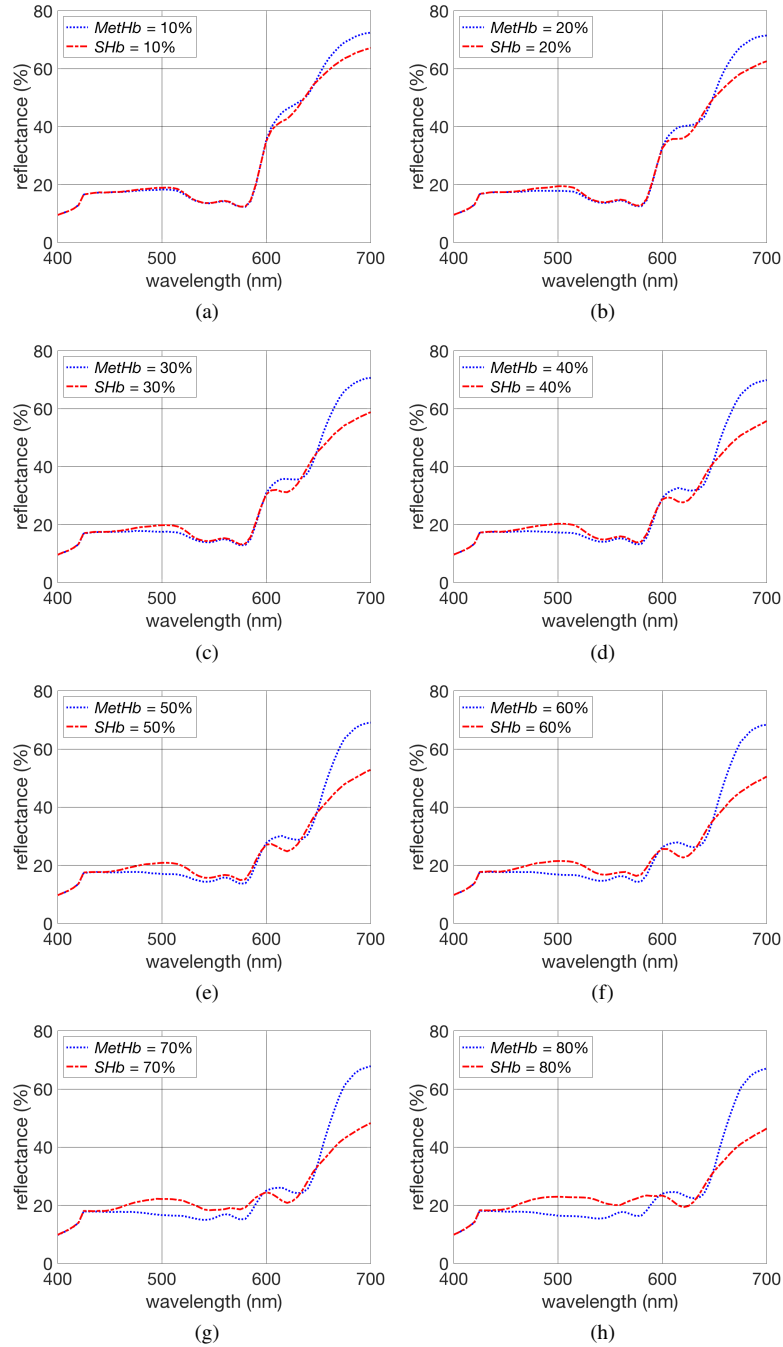 80
60
40
20
0
reflectance (%)
MetHb = 10%
SHb = 10%
400 500 600 700
wavelength (nm)
(a)
80
60
40
20
0
reflectance (%)
MetHb = 20%
SHb = 20%
400 500 600 700
wavelength (nm)
(b)
80
60
40
20
0
reflectance (%)
MetHb = 30%
SHb = 30%
400 500 600 700
wavelength (nm)
(c)
80
60
40
20
0
reflectance (%)
MetHb = 40%
SHb = 40%
400 500 600 700
wavelength (nm)
(d)
80
60
40
20
0
reflectance (%)
MetHb = 50%
SHb = 50%
400 500 600 700
wavelength (nm)
(e)
80
60
40
20
0
reflectance (%)
MetHb = 60%
SHb = 60%
400 500 600 700
wavelength (nm)
(f)
80
60
40
20
0
reflectance (%)
MetHb = 70%
SHb = 70%
400 500 600 700
wavelength (nm)
(g)
80
60
40
20
0
reflectance (%)
MetHb = 80%
SHb = 80%
400 500 600 700
wavelength (nm)
(h)